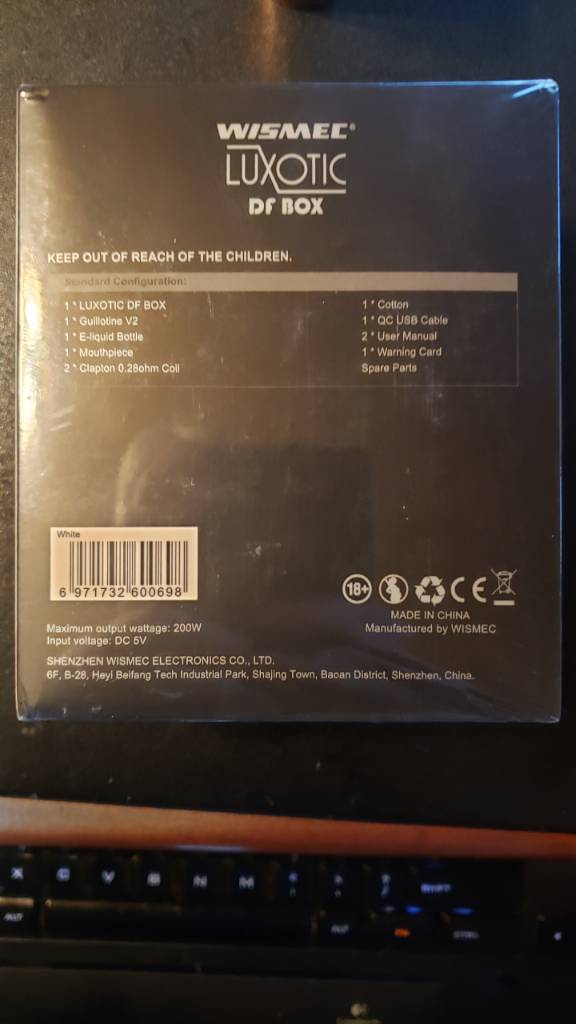 WISMEC®
LUXOTIC
DF BOX
KEEP OUT OF REACH OF THE CHILDREN.
Standard Configuration:
1 * LUXOTIC DF BOX
1 * Guillotine V2
1 * E-liquid Bottle
1 * Mouthpiece
2 * Clapton 0.28ohm Coil
1 * Cotton
1 * QC USB Cable
2 * User Manual
1 * Warning Card
Spare Parts
White
6 971732 600698
18+
CE
MADE IN CHINA
Manufactured by WISMEC
Maximum output wattage: 200W
Input voltage: DC 5V
SHENZHEN WISMEC ELECTRONICS CO., LTD.
6F, B-28, Heyi Beifang Tech Industrial Park, Shajing Town, Baoan District, Shenzhen, China.
X C V B N M
ALT
ALT